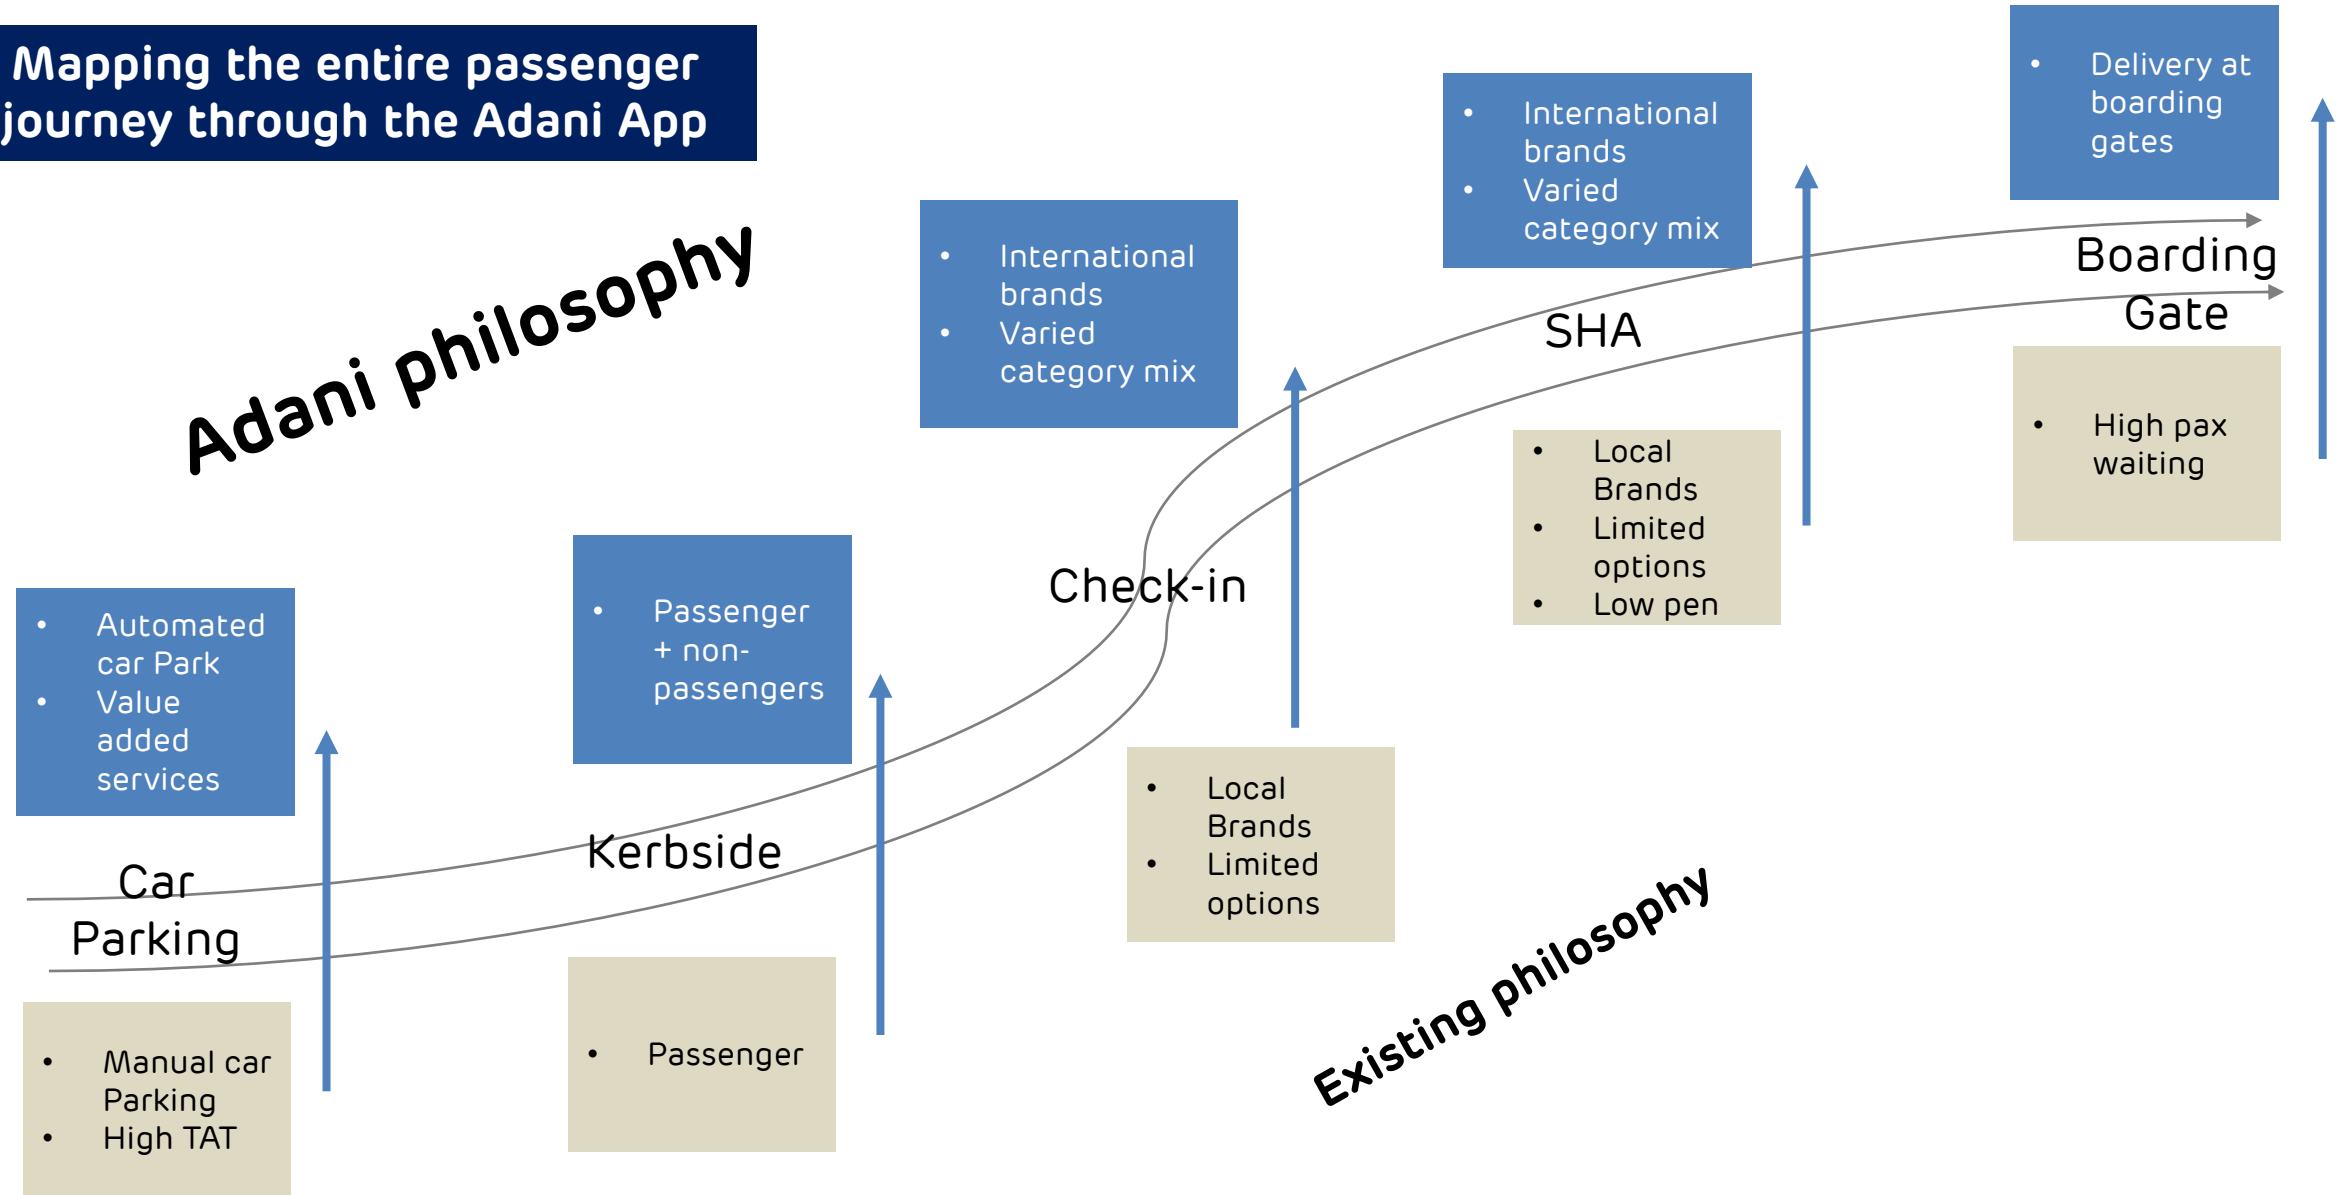 Mapping the entire passenger
journey through the Adani App
Adani philosophy
• Automated
car Park
• Value
added
services
• Passenger
+ non-
passengers
• International
brands
• Varied
category mix
• International
brands
• Varied
category mix
• Delivery at
boarding
gates
Car
Parking
Kerbside
Check-in
SHA
Boarding
Gate
• Manual car
Parking
• High TAT
• Passenger
• Local
Brands
• Limited
options
• Local
Brands
• Limited
options
• Low pen
• High pax
waiting
Existing philosophy